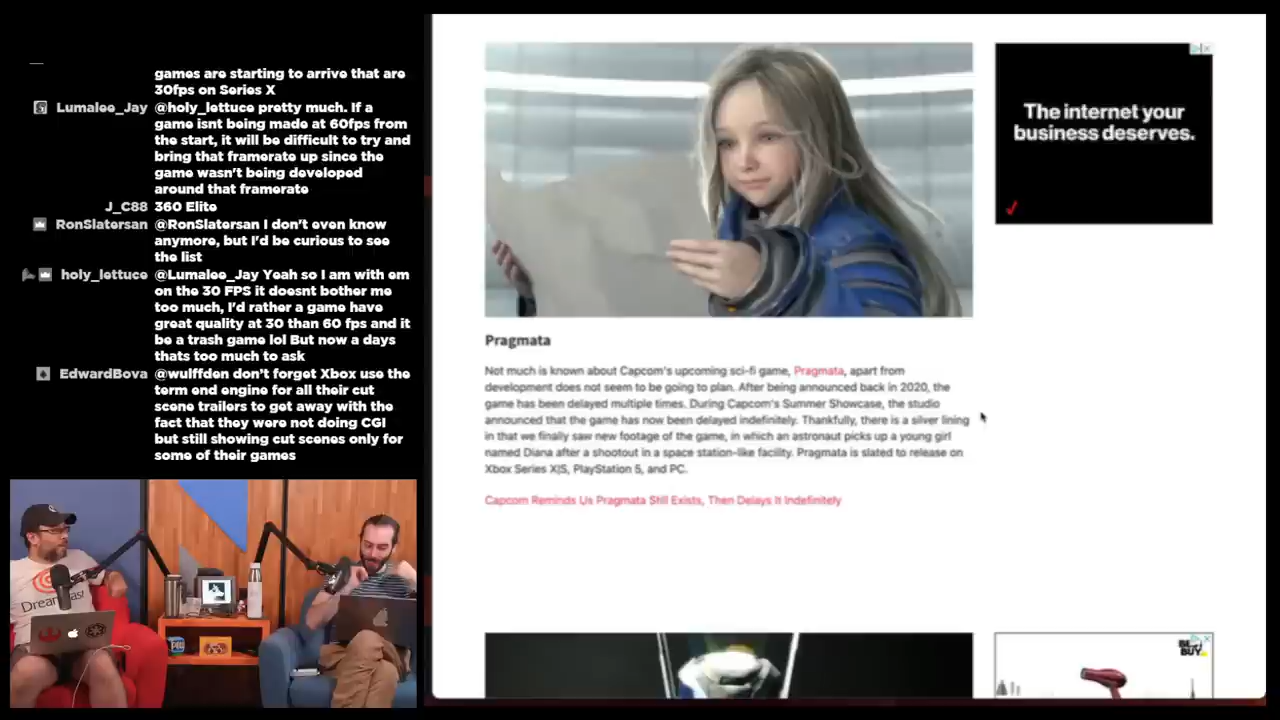 games are starting to arrive that are
30fps on Series X
Lumalee_Jay @holy_lettuce pretty much. If a
game isnt being made at 60fps from
the start, it will be difficult to try and
bring that framerate up since the
game wasn't being developed
around that framerate
J_C88 360 Elite
RonSlatersan @RonSlatersan I don't even know
anymore, but I'd be curious to see
the list
holy_lettuce @Lumalee_Jay Yeah so I am with em
on the 30 FPS it doesnt bother me
too much, I'd rather a game have
great quality at 30 than 60 fps and it
be a trash game lol But now a days
thats too much to ask
EdwardBova @wulffden don't forget Xbox use the
term end engine for all their cut
scene trailers to get away with the
fact that they were not doing CGI
but still showing cut scenes only for
some of their games
Dreamcast
Pragmata
Not much is known about Capcom's upcoming sci-fi game, Pragmata, apart from
development does not seem to be going to plan. After being announced back in 2020, the
game has been delayed multiple times. During Capcom's Summer Showcase, the studio
announced that the game has now been delayed indefinitely. Thankfully, there is a silver lining
in that we finally saw new footage of the game, in which an astronaut picks up a young girl
named Diana after a shootout in a space station-like facility. Pragmata is slated to release on
Xbox Series X|S, PlayStation 5, and PC.
Capcom Reminds Us Pragmata Still Exists, Then Delays It Indefinitely
The internet your
business deserves.
BEST
BUY